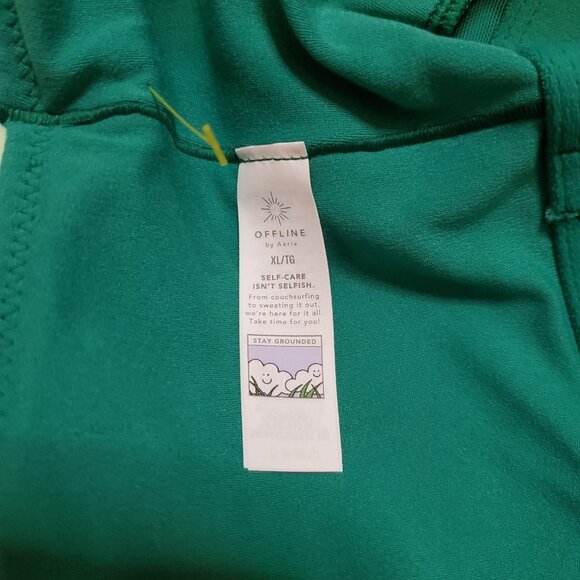 OFFLINE
by Aerie
XL/TG
SELF-CARE
ISN'T SELFISH.
From couchsurfing
to sweating it out,
we're here for it all.
Take time for you!
STAY GROUNDED